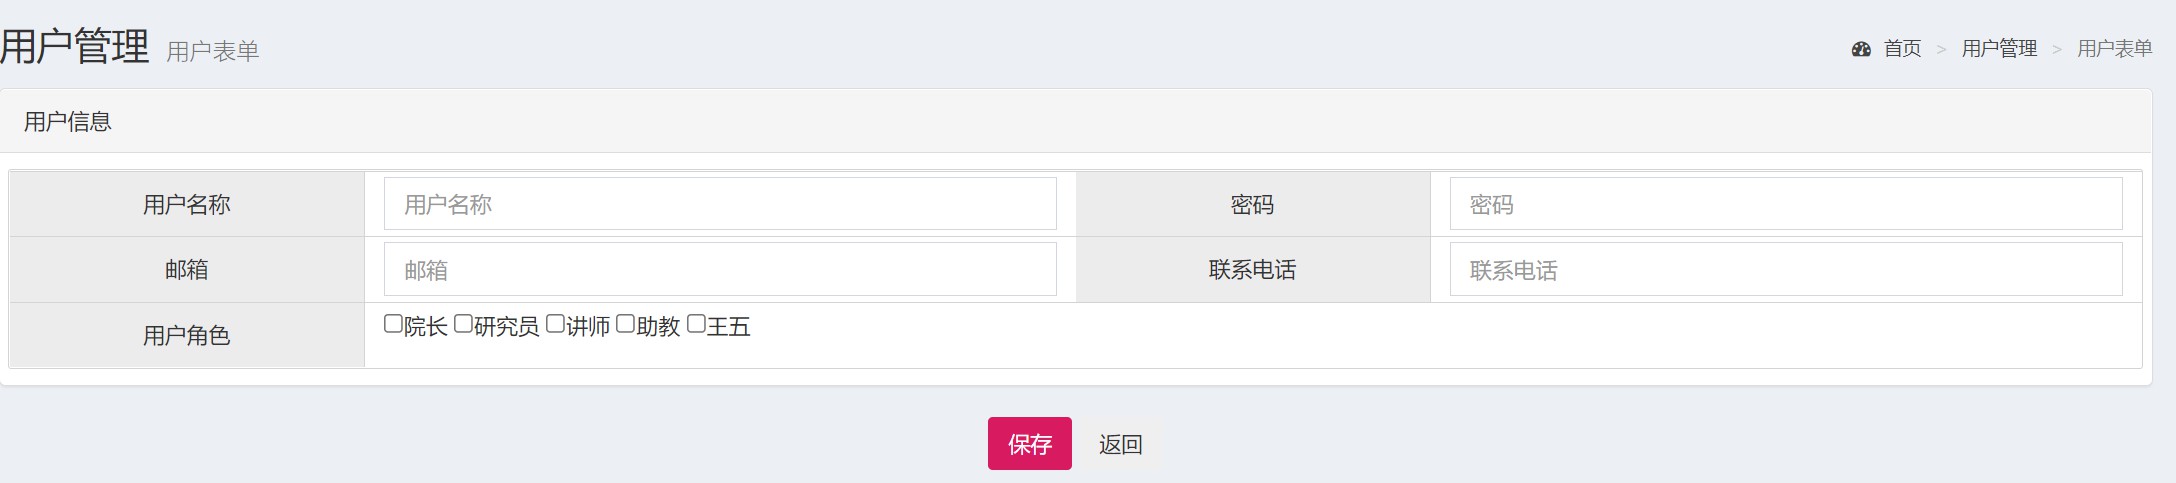 用户管理 用户表单
首页 > 用户管理 > 用户表单
用户信息
用户名称 用户名称 密码 密码
邮箱 邮箱 联系电话 联系电话
用户角色 院长 研究员 讲师 助教 王五
保存 返回